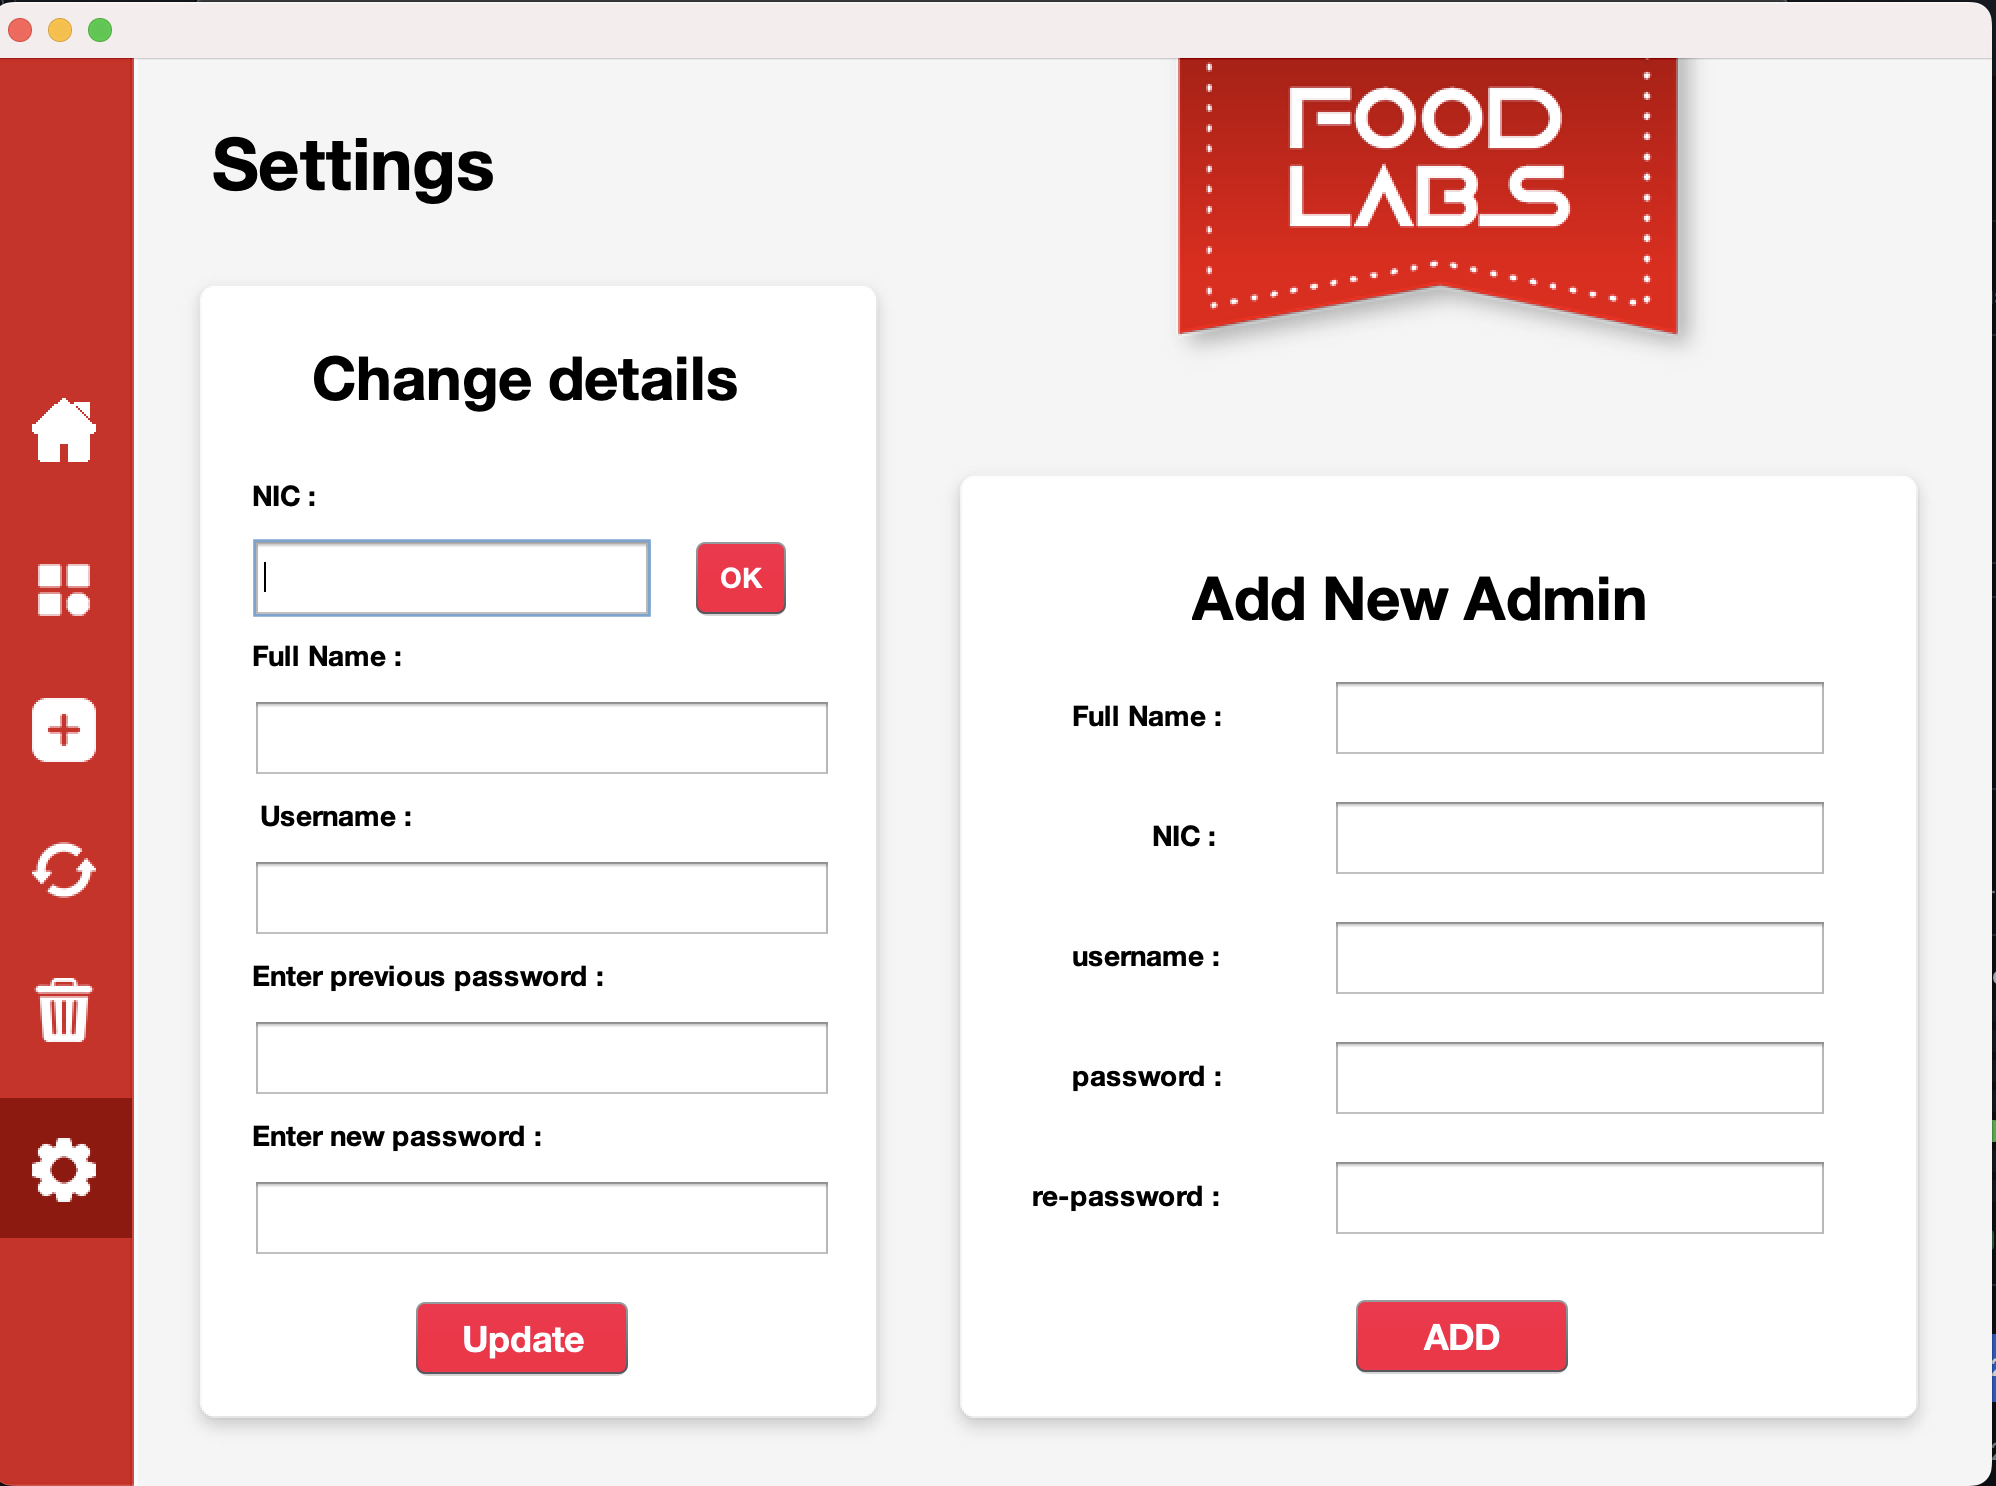 Settings
FOOD
LABS
Change details
NIC :
OK
Full Name :
Username :
Enter previous password :
Enter new password :
Update
Add New Admin
Full Name :
NIC :
username :
password :
re-password :
ADD